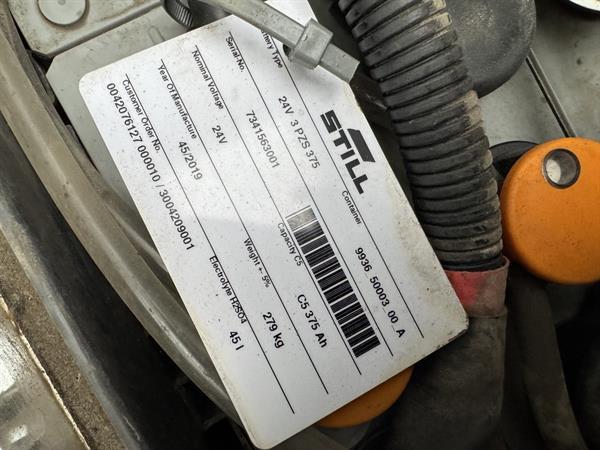 STILL
Battery Type
24V 3 PZS 375
Container
9936 50003 00 A
Serial No.
7341563001
Nominal Voltage
24V
Capacity C5
C5 375 Ah
Year Of Manufacture
45/2019
Weight +- 5%
279 kg
Customer Order No.
0042076127 000010 / 3004209001
Electrolyte H2SO4
45 l